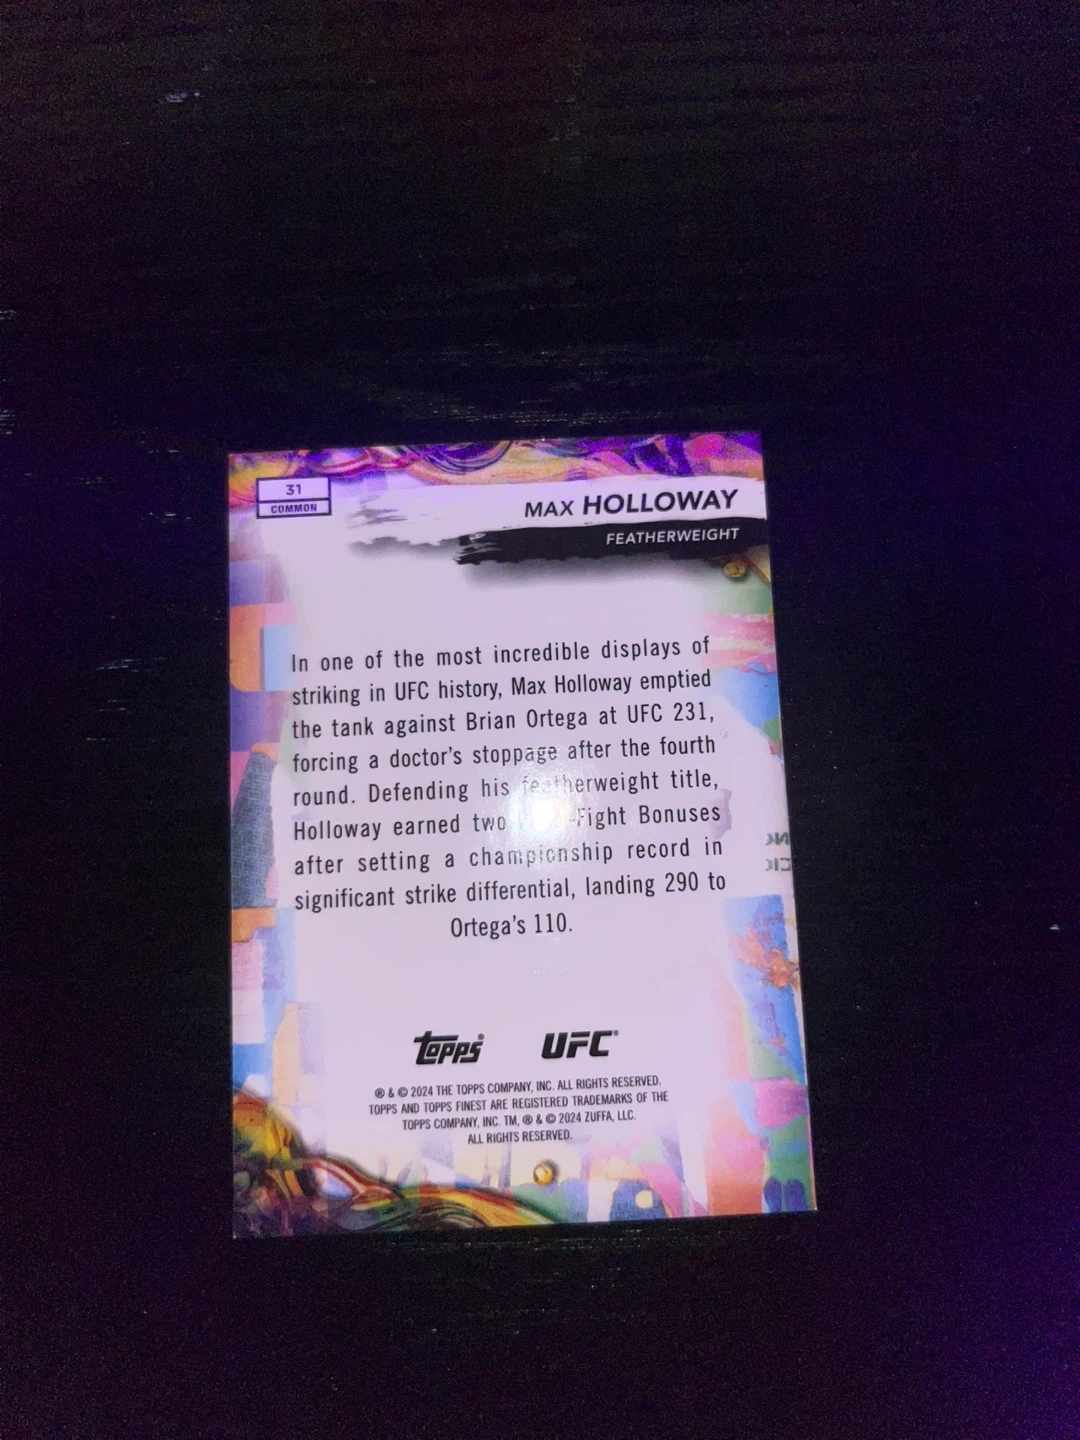 31
COMMON
MAX HOLLOWAY
FEATHERWEIGHT
In one of the most incredible displays of
striking in UFC history, Max Holloway emptied
the tank against Brian Ortega at UFC 231,
forcing a doctor's stoppage after the fourth
round. Defending his featherweight title,
Holloway earned two Fight Bonuses
after setting a championship record in
significant strike differential, landing 290 to
Ortega's 110.
TOPPS® UFC®
® & © 2024 THE TOPPS COMPANY, INC. ALL RIGHTS RESERVED.
TOPPS AND TOPPS FINEST ARE REGISTERED TRADEMARKS OF THE
TOPPS COMPANY, INC. TM, ® & © 2024 ZUFFA, LLC.
ALL RIGHTS RESERVED.